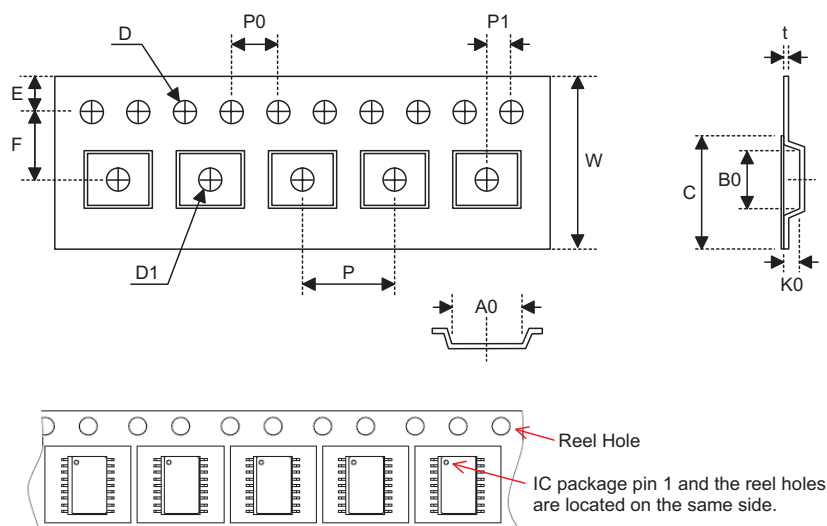 D
P0
P1
t
E
F
W
C
B0
D1
P
K0
A0
Reel Hole
IC package pin 1 and the reel holes
are located on the same side.